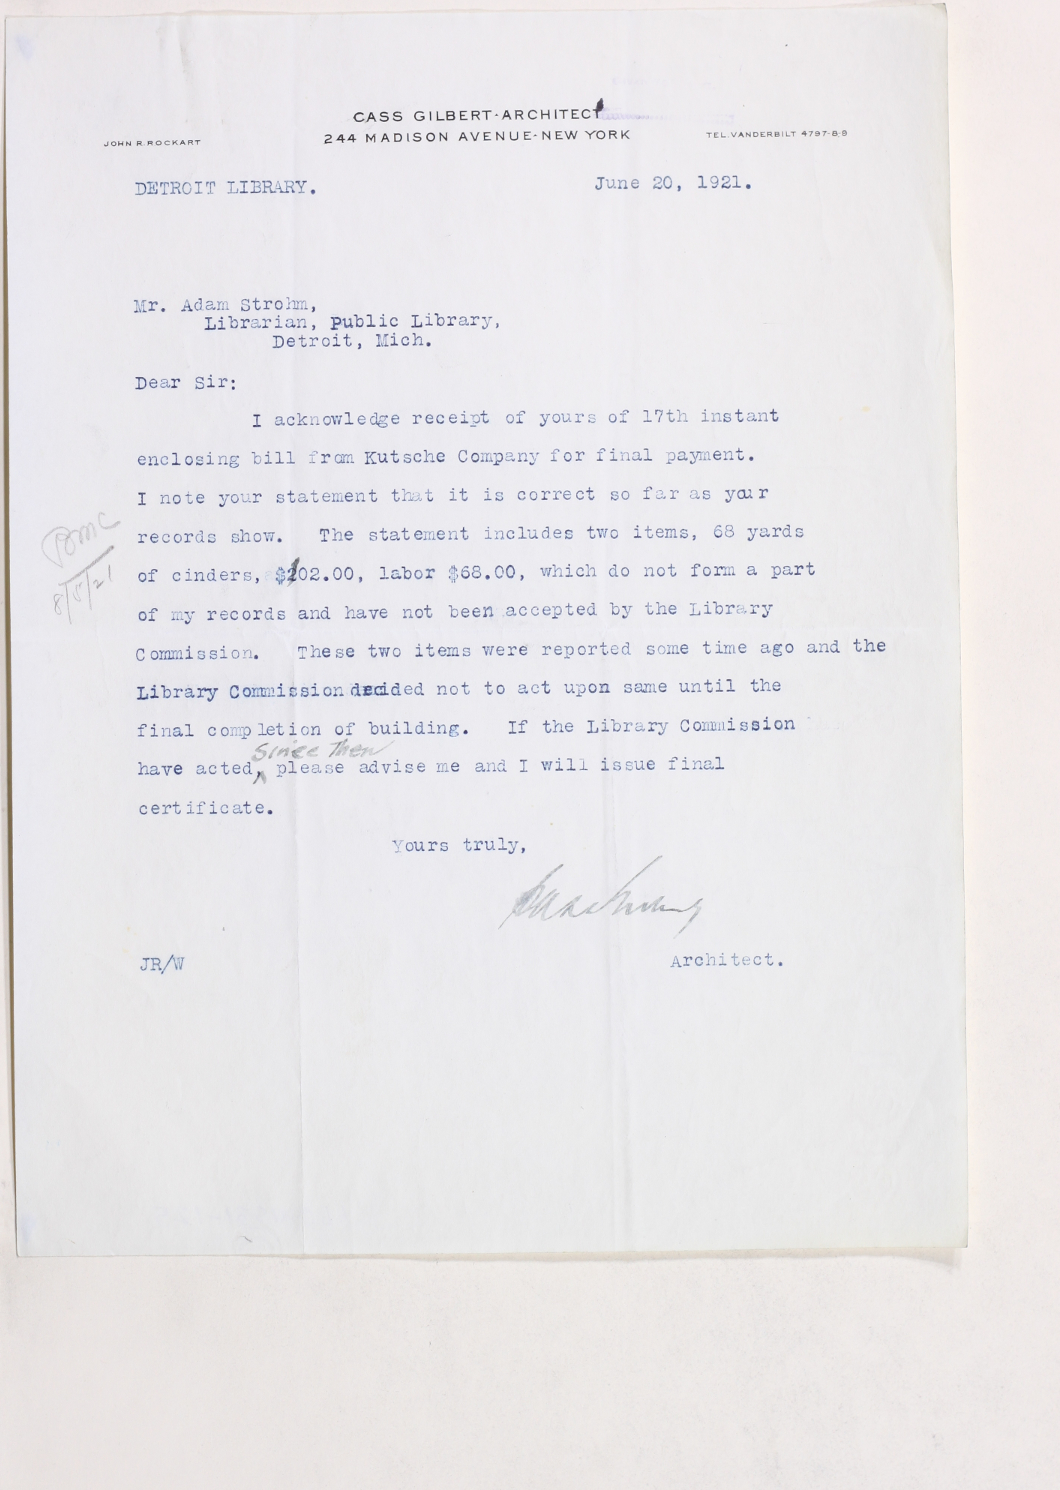 CASS GILBERT-ARCHITECT
244 MADISON AVENUE-NEW YORK
JOHN R. ROCKART
TEL. VANDERBILT 4797-8-9
DETROIT LIBRARY.
June 20, 1921.
Mr. Adam Strohm,
Librarian, Public Library,
Detroit, Mich.
Dear Sir:
I acknowledge receipt of yours of 17th instant
enclosing bill from Kutsche Company for final payment.
I note your statement that it is correct so far as your
records show. The statement includes two items, 68 yards
of cinders, $102.00, labor $68.00, which do not form a part
of my records and have not been accepted by the Library
Commission. These two items were reported some time ago and the
Library Commission decided not to act upon same until the
final completion of building. If the Library Commission
since then
have acted, please advise me and I will issue final
certificate.
Yours truly,
Architect.
JR/W